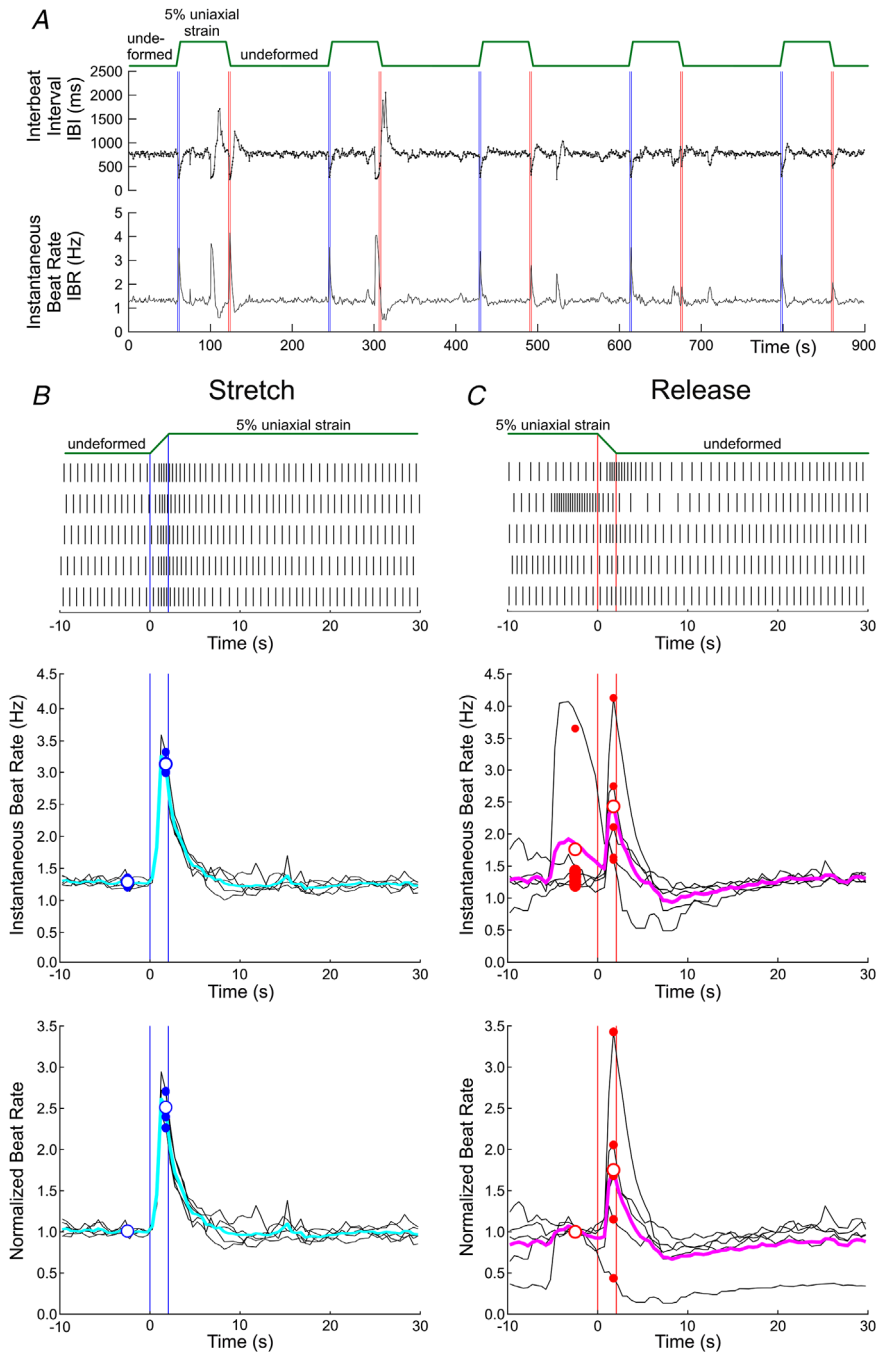 A
5% uniaxial
strain
unde-
formed
undeformed
Interbeat
Interval
IBI (ms)
2500
2000
1500
1000
500
0
Instantaneous
Beat Rate
IBR (Hz)
5
4
3
2
1
0
0 100 200 300 400 500 600 700 Time (s) 900
B Stretch
undeformed
5% uniaxial strain
-10 0 10 20 30
Time (s)
Instantaneous Beat Rate (Hz)
4.5
4.0
3.5
3.0
2.5
2.0
1.5
1.0
0.5
0.0
-10 0 10 20 30
Time (s)
Normalized Beat Rate
3.5
3.0
2.5
2.0
1.5
1.0
0.5
0.0
-10 0 10 20 30
Time (s)
C Release
5% uniaxial strain
undeformed
-10 0 10 20 30
Time (s)
Instantaneous Beat Rate (Hz)
4.5
4.0
3.5
3.0
2.5
2.0
1.5
1.0
0.5
0.0
-10 0 10 20 30
Time (s)
Normalized Beat Rate
3.5
3.0
2.5
2.0
1.5
1.0
0.5
0.0
-10 0 10 20 30
Time (s)